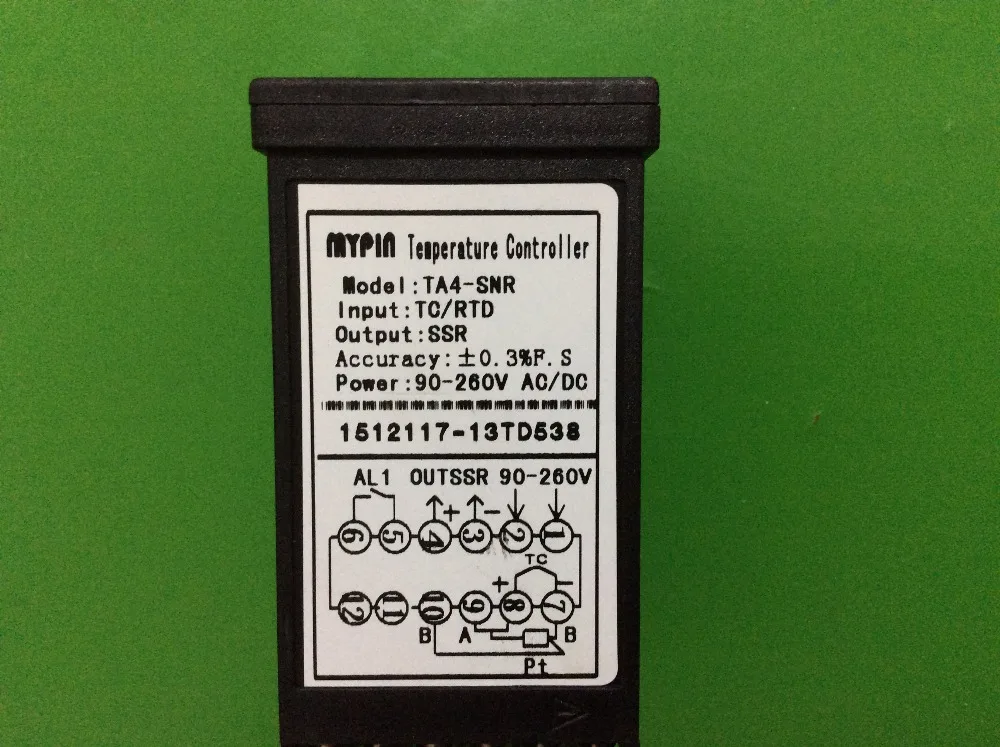 MYPIN Temperature Controller
Model:TA4-SNR
Input:TC/RTD
Output:SSR
Accuracy:±0.3%F.S
Power:90-260V AC/DC
1512117-13TD538
AL1 OUTSSR 90-260V
+ −
6 5 4 3 2 1
TC
+ −
12 11 10 9 8 7
B A B
Pt